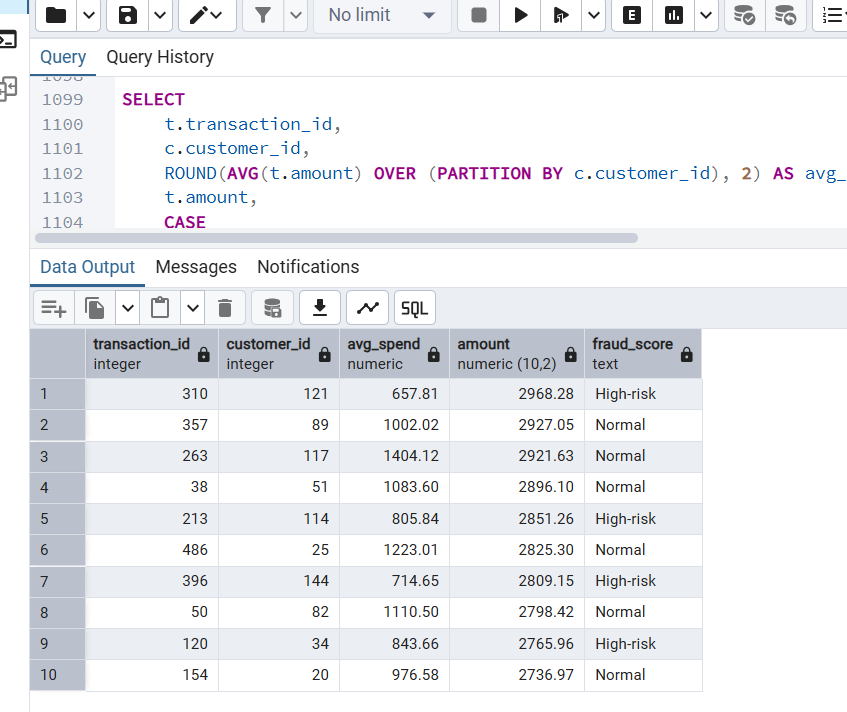 No limit
E
Query Query History
1098
1099 SELECT
1100 t.transaction_id,
1101 c.customer_id,
1102 ROUND(AVG(t.amount) OVER (PARTITION BY c.customer_id), 2) AS avg_
1103 t.amount,
1104 CASE
Data Output Messages Notifications
SQL
transaction_id customer_id avg_spend amount fraud_score
integer integer numeric numeric (10,2) text
1 310 121 657.81 2968.28 High-risk
2 357 89 1002.02 2927.05 Normal
3 263 117 1404.12 2921.63 Normal
4 38 51 1083.60 2896.10 Normal
5 213 114 805.84 2851.26 High-risk
6 486 25 1223.01 2825.30 Normal
7 396 144 714.65 2809.15 High-risk
8 50 82 1110.50 2798.42 Normal
9 120 34 843.66 2765.96 High-risk
10 154 20 976.58 2736.97 Normal